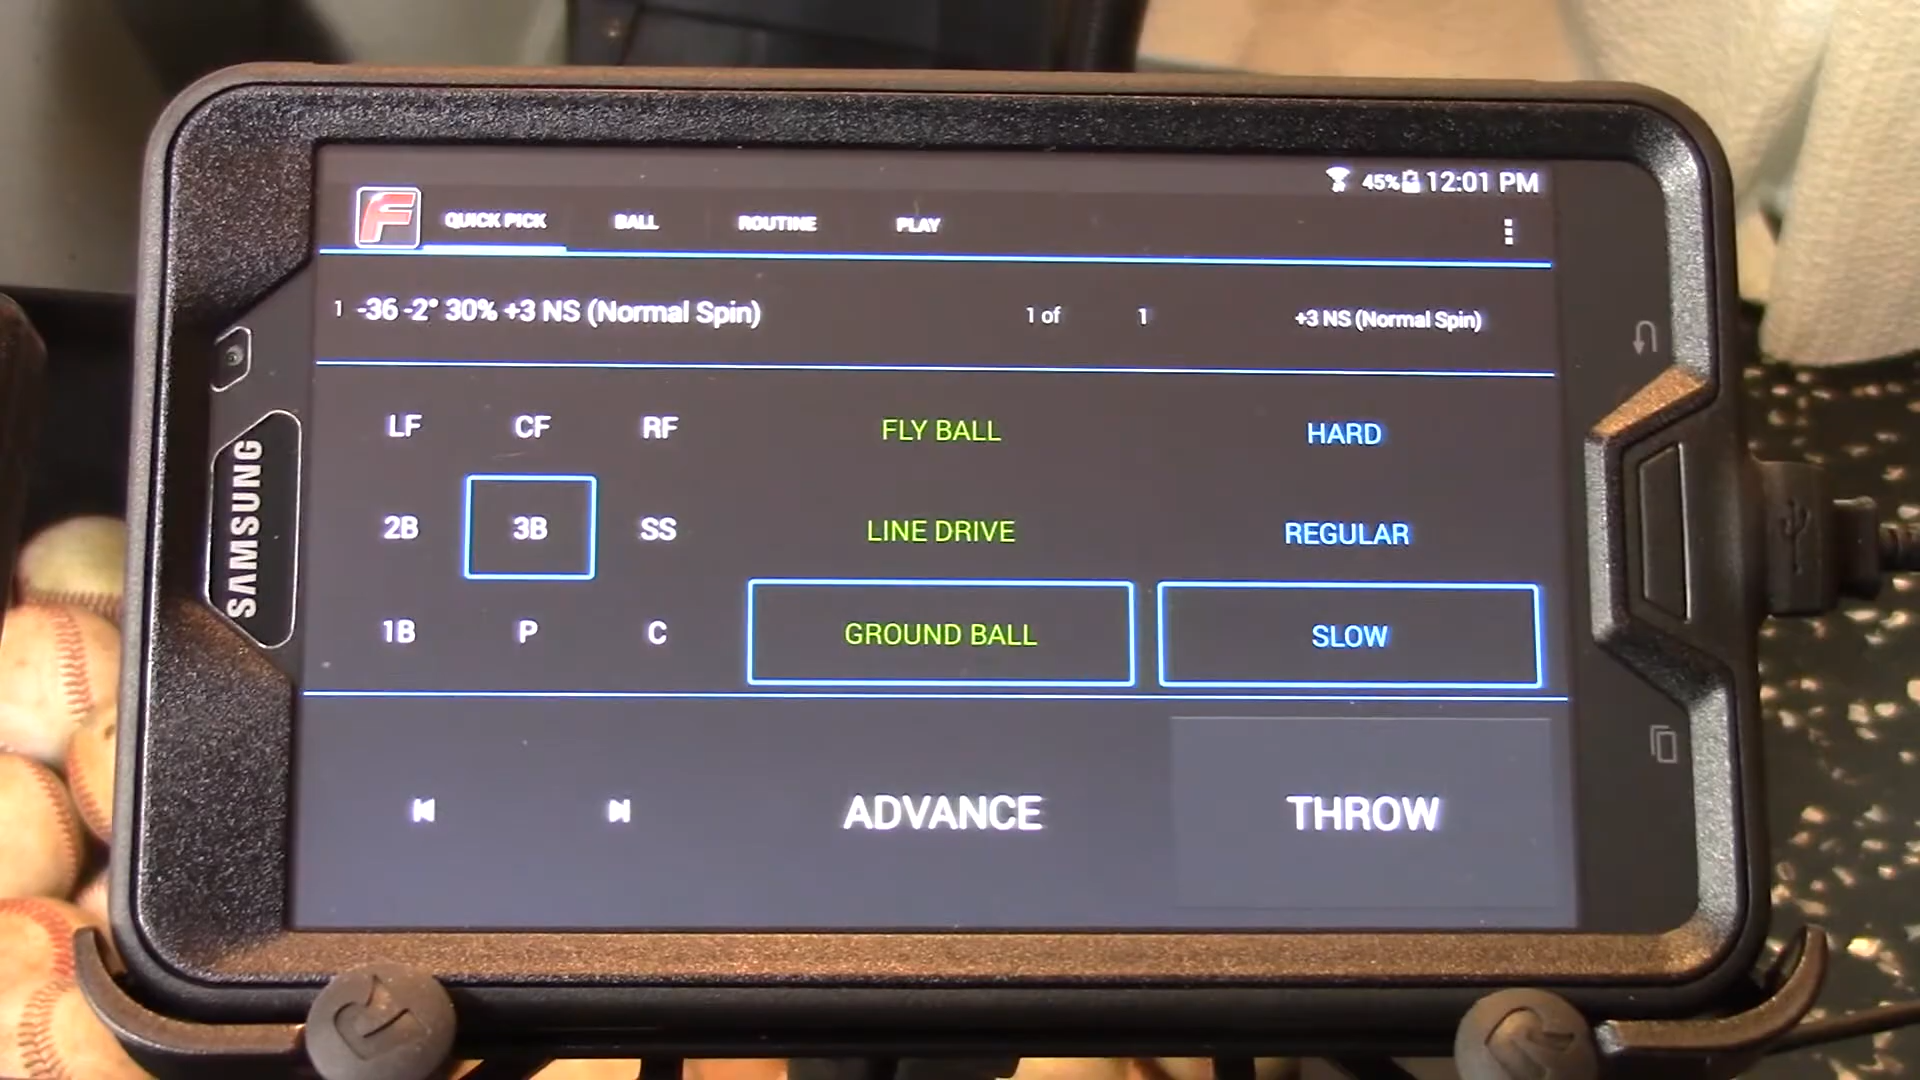 45% 12:01 PM
F QUICK PICK BALL ROUTINE PLAY
1 -36 -2° 30% +3 NS (Normal Spin) 1 of 1 +3 NS (Normal Spin)
LF CF RF FLY BALL HARD
2B 3B SS LINE DRIVE REGULAR
1B P C GROUND BALL SLOW
ADVANCE THROW
SAMSUNG